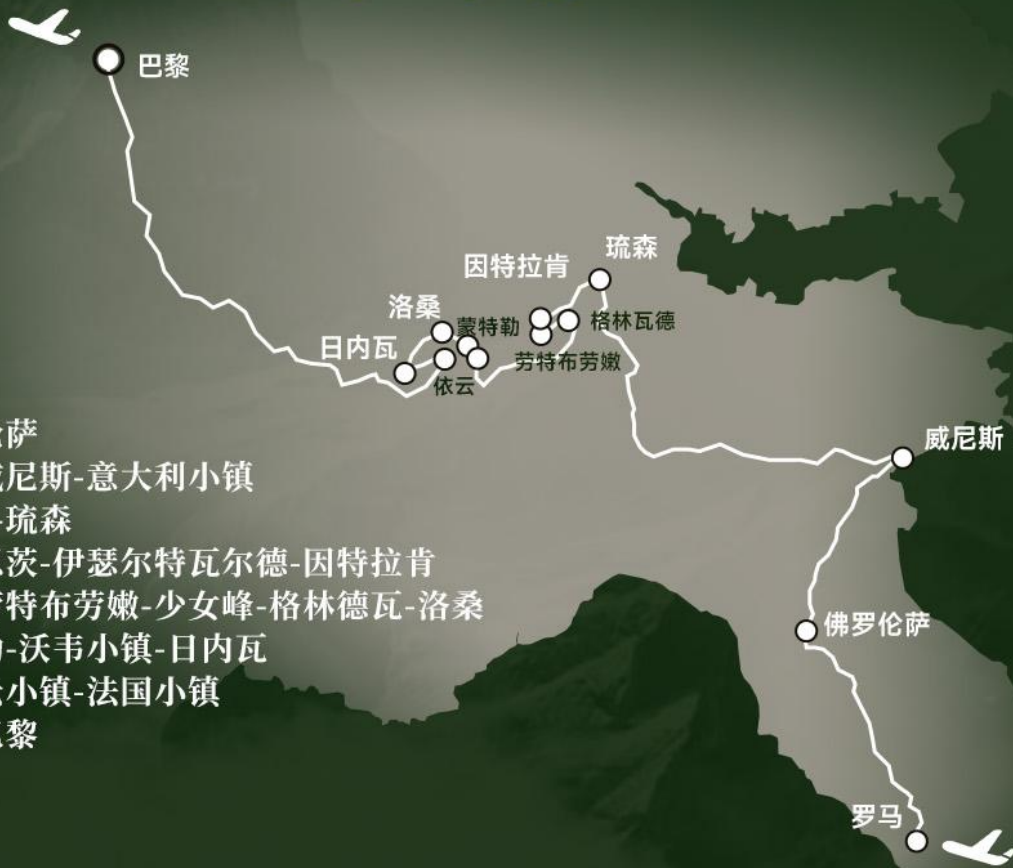 巴黎
琉森
因特拉肯
洛桑
蒙特勒
格林瓦德
日内瓦
劳特布劳嫩
依云
萨
威尼斯
尼斯-意大利小镇
-琉森
茨-伊瑟尔特瓦尔德-因特拉肯
特布劳嫩-少女峰-格林德瓦-洛桑
佛罗伦萨
-沃韦小镇-日内瓦
小镇-法国小镇
黎
罗马